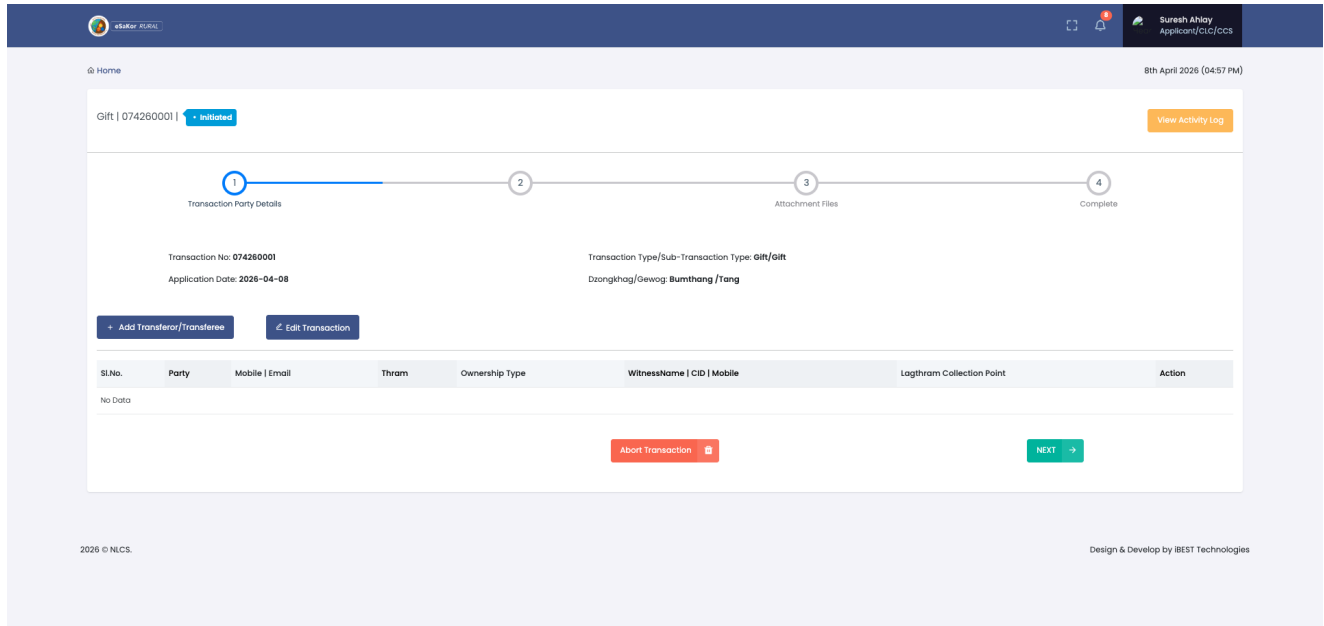 eSaKor RURAL
8
Suresh Ahlay
Applicant/CLC/CCS
Home
8th April 2026 (04:57 PM)
Gift | 074260001 | • Initiated
View Activity Log
1
2
3
4
Transaction Party Details
Attachment Files
Complete
Transaction No: 074260001
Transaction Type/Sub-Transaction Type: Gift/Gift
Application Date: 2026-04-08
Dzongkhag/Gewog: Bumthang /Tang
+ Add Transferor/Transferee
Edit Transaction
Sl.No. Party Mobile | Email Thram Ownership Type WitnessName | CID | Mobile Lagthram Collection Point Action
No Data
Abort Transaction
NEXT →
2026 © NLCS.
Design & Develop by iBEST Technologies